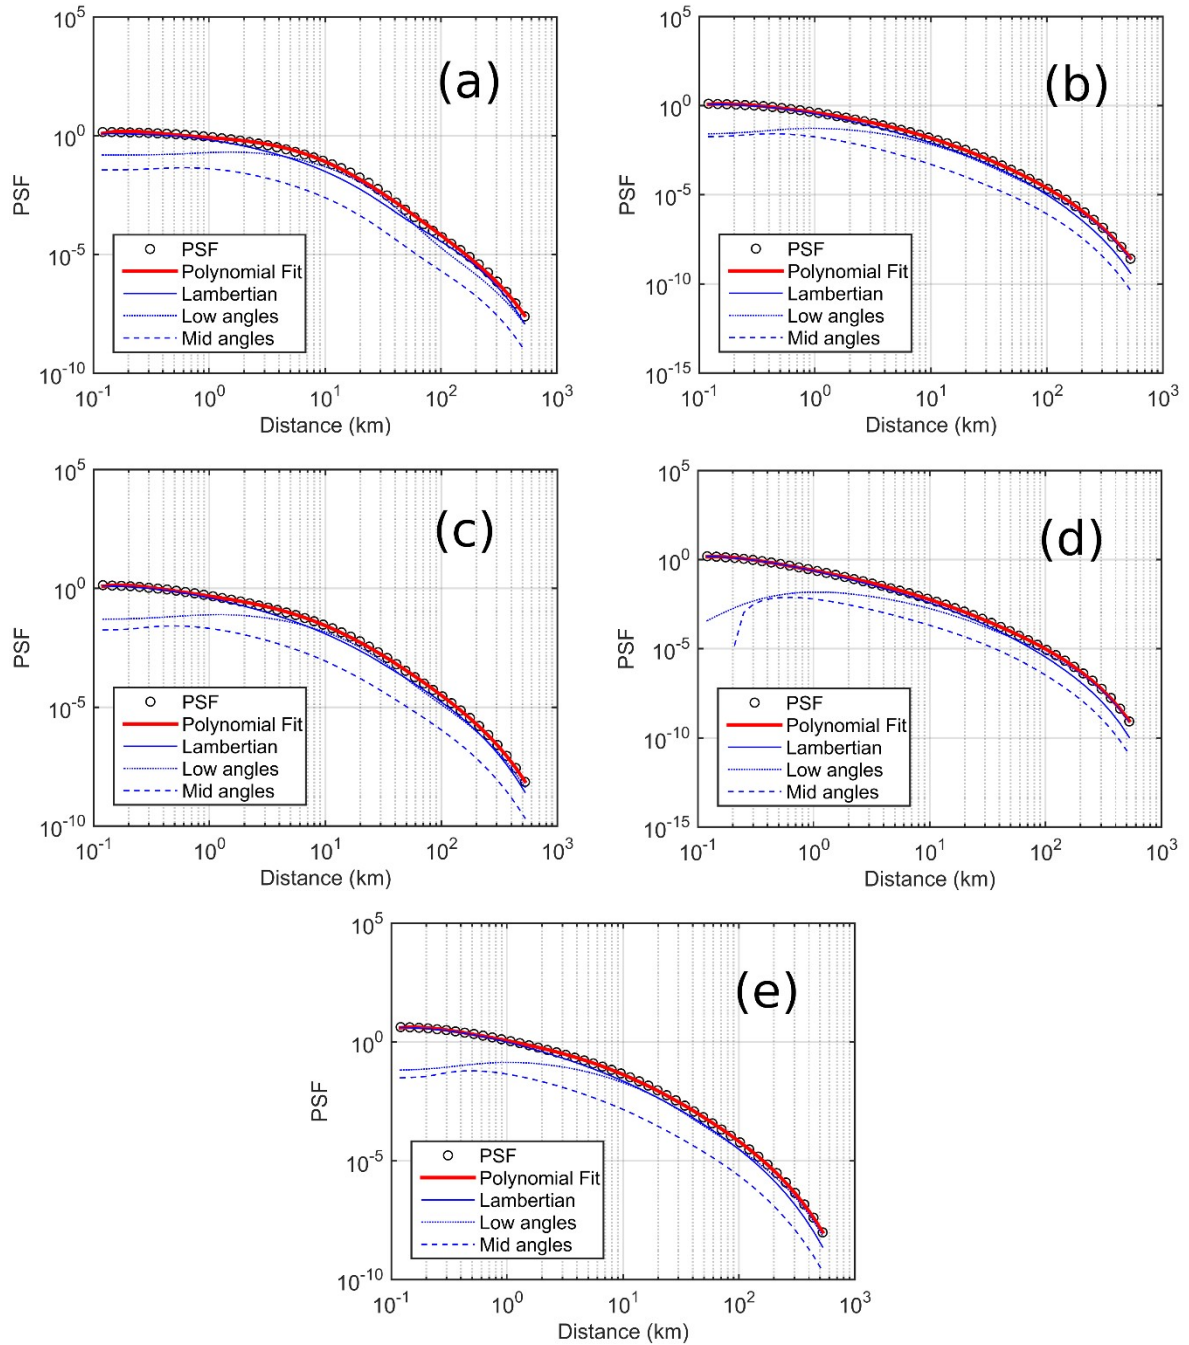 (a)
10^5
10^0
10^-5
10^-10
PSF
PSF
Polynomial Fit
Lambertian
Low angles
Mid angles
10^-1 10^0 10^1 10^2 10^3
Distance (km)
(b)
10^5
10^0
10^-5
10^-10
10^-15
PSF
PSF
Polynomial Fit
Lambertian
Low angles
Mid angles
10^-1 10^0 10^1 10^2 10^3
Distance (km)
(c)
10^5
10^0
10^-5
10^-10
PSF
PSF
Polynomial Fit
Lambertian
Low angles
Mid angles
10^-1 10^0 10^1 10^2 10^3
Distance (km)
(d)
10^5
10^0
10^-5
10^-10
10^-15
PSF
PSF
Polynomial Fit
Lambertian
Low angles
Mid angles
10^-1 10^0 10^1 10^2 10^3
Distance (km)
(e)
10^5
10^0
10^-5
10^-10
PSF
PSF
Polynomial Fit
Lambertian
Low angles
Mid angles
10^-1 10^0 10^1 10^2 10^3
Distance (km)